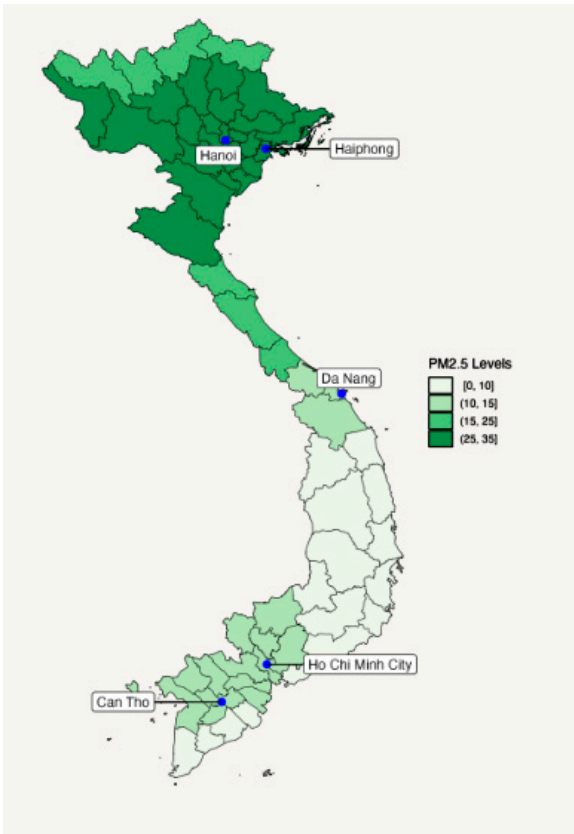 Hanoi
Haiphong
Da Nang
PM2.5 Levels
[0, 10]
(10, 15]
(15, 25]
(25, 35]
Ho Chi Minh City
Can Tho